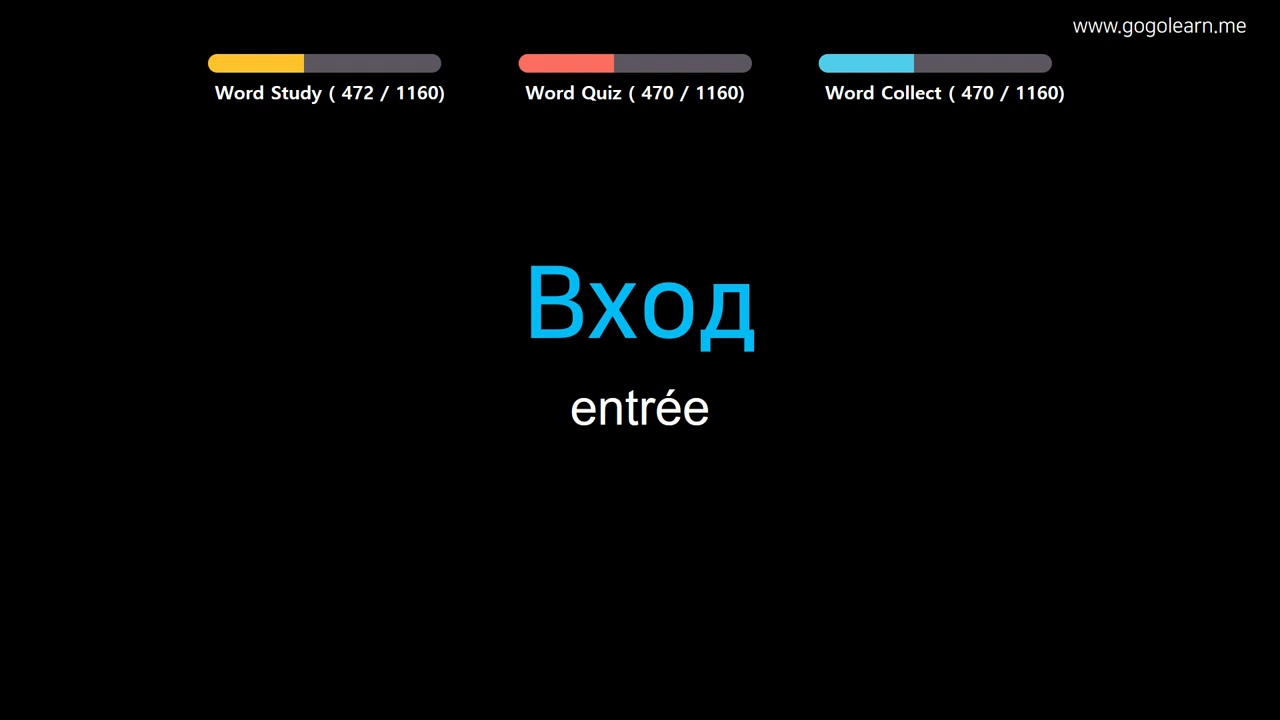 www.gogolearn.me
Word Study ( 472 / 1160)
Word Quiz ( 470 / 1160)
Word Collect ( 470 / 1160)
Вход
entrée